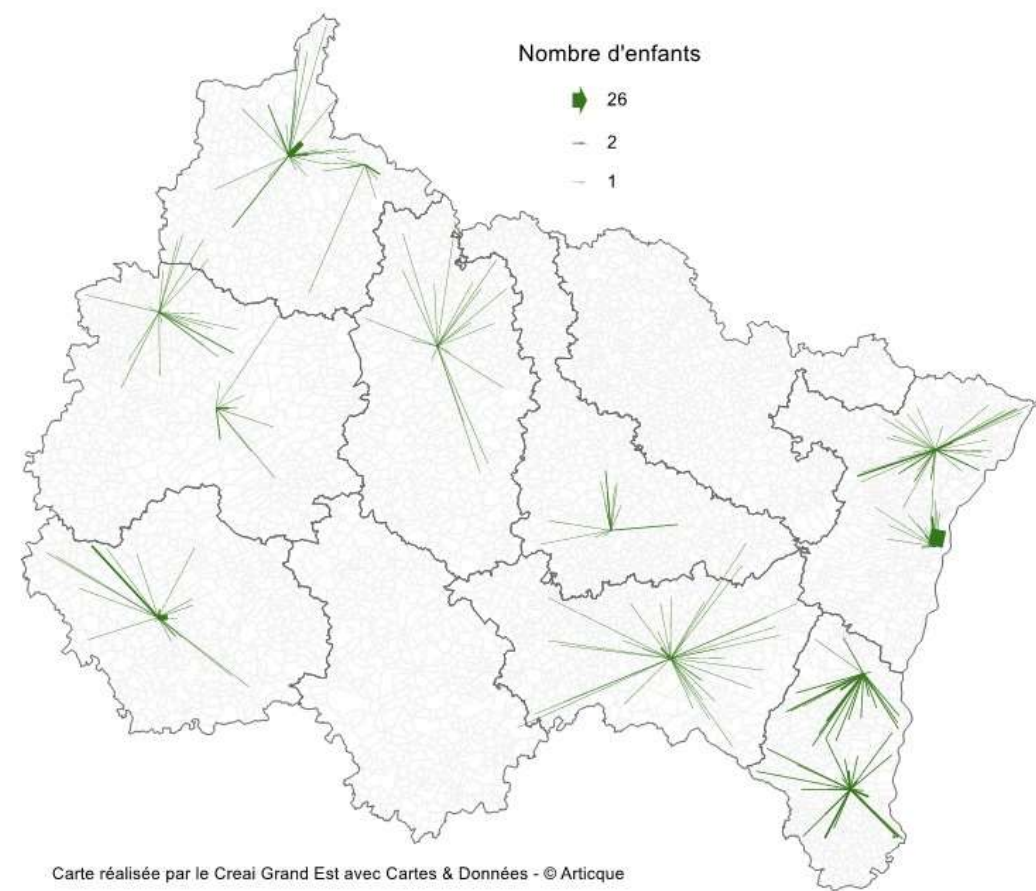 Nombre d'enfants
26
2
1
Carte réalisée par le Creai Grand Est avec Cartes & Données - © Articque